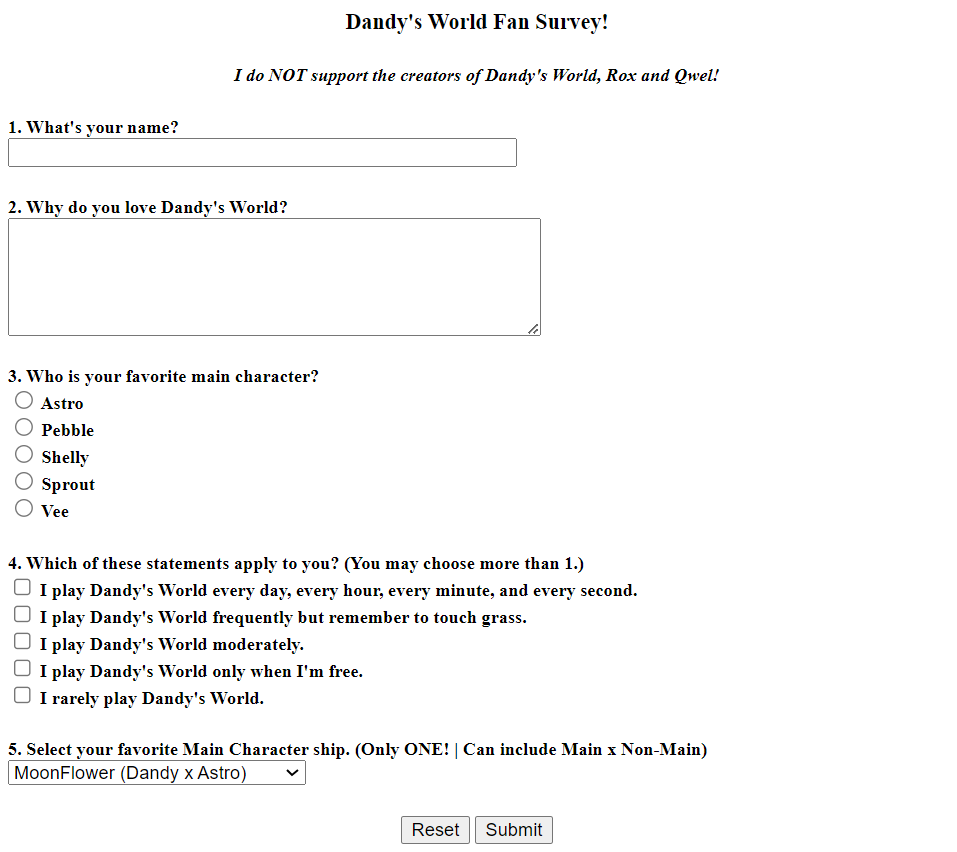 Dandy's World Fan Survey!
I do NOT support the creators of Dandy's World, Rox and Qwel!
1. What's your name?
2. Why do you love Dandy's World?
3. Who is your favorite main character?
Astro
Pebble
Shelly
Sprout
Vee
4. Which of these statements apply to you? (You may choose more than 1.)
I play Dandy's World every day, every hour, every minute, and every second.
I play Dandy's World frequently but remember to touch grass.
I play Dandy's World moderately.
I play Dandy's World only when I'm free.
I rarely play Dandy's World.
5. Select your favorite Main Character ship. (Only ONE! | Can include Main x Non-Main)
MoonFlower (Dandy x Astro)
Reset Submit